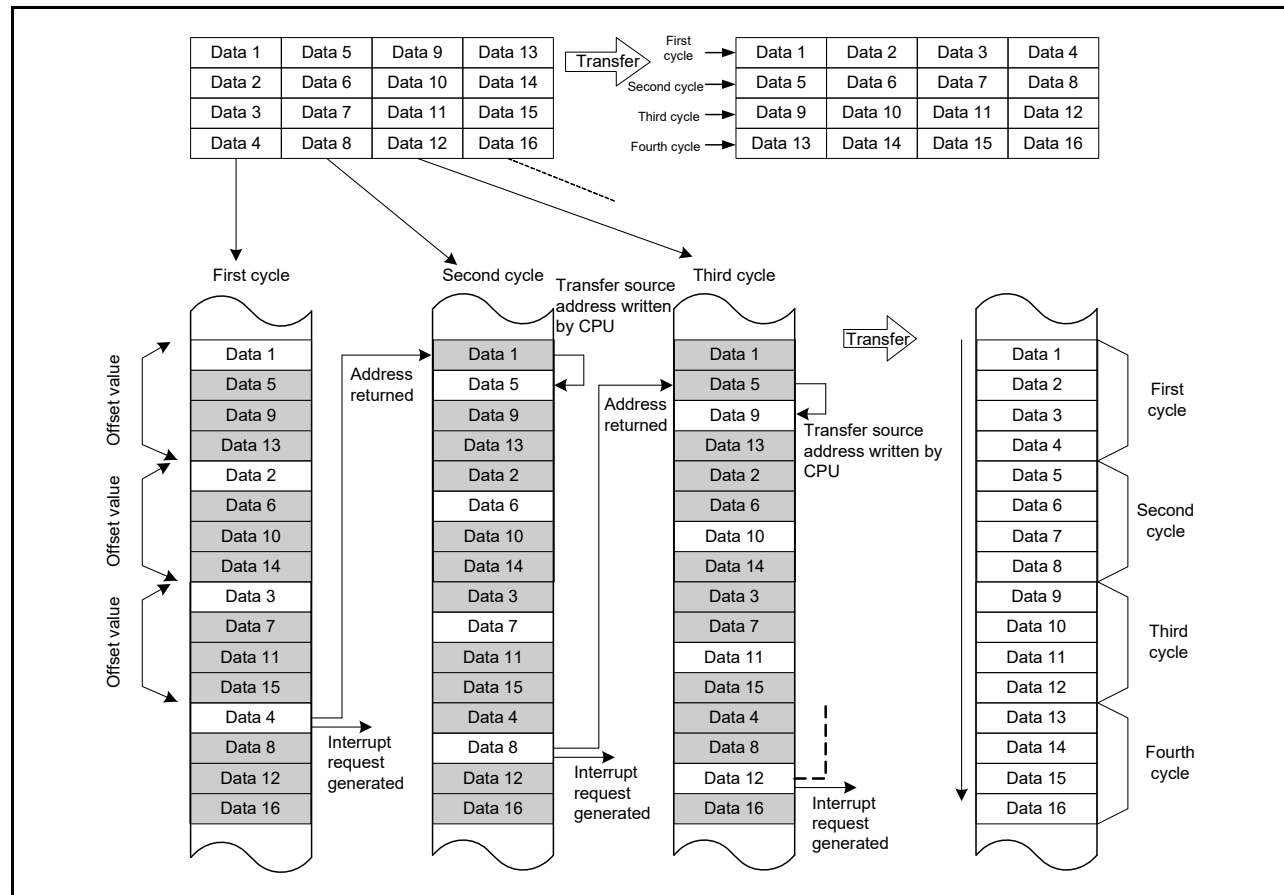 Data 1 Data 5 Data 9 Data 13
Data 2 Data 6 Data 10 Data 14
Data 3 Data 7 Data 11 Data 15
Data 4 Data 8 Data 12 Data 16
Transfer
First
cycle
Data 1 Data 2 Data 3 Data 4
Second cycle
Data 5 Data 6 Data 7 Data 8
Third cycle
Data 9 Data 10 Data 11 Data 12
Fourth cycle
Data 13 Data 14 Data 15 Data 16
First cycle
Offset value
Offset value
Offset value
Data 1
Data 5
Data 9
Data 13
Data 2
Data 6
Data 10
Data 14
Data 3
Data 7
Data 11
Data 15
Data 4
Data 8
Data 12
Data 16
Address
returned
Interrupt
request
generated
Second cycle
Transfer source
address written
by CPU
Data 1
Data 5
Data 9
Data 13
Data 2
Data 6
Data 10
Data 14
Data 3
Data 7
Data 11
Data 15
Data 4
Data 8
Data 12
Data 16
Address
returned
Interrupt
request
generated
Third cycle
Data 1
Data 5
Data 9
Data 13
Data 2
Data 6
Data 10
Data 14
Data 3
Data 7
Data 11
Data 15
Data 4
Data 8
Data 12
Data 16
Transfer source
address written by
CPU
Interrupt
request
generated
Transfer
Data 1
Data 2
Data 3
Data 4
Data 5
Data 6
Data 7
Data 8
Data 9
Data 10
Data 11
Data 12
Data 13
Data 14
Data 15
Data 16
First
cycle
Second
cycle
Third
cycle
Fourth
cycle